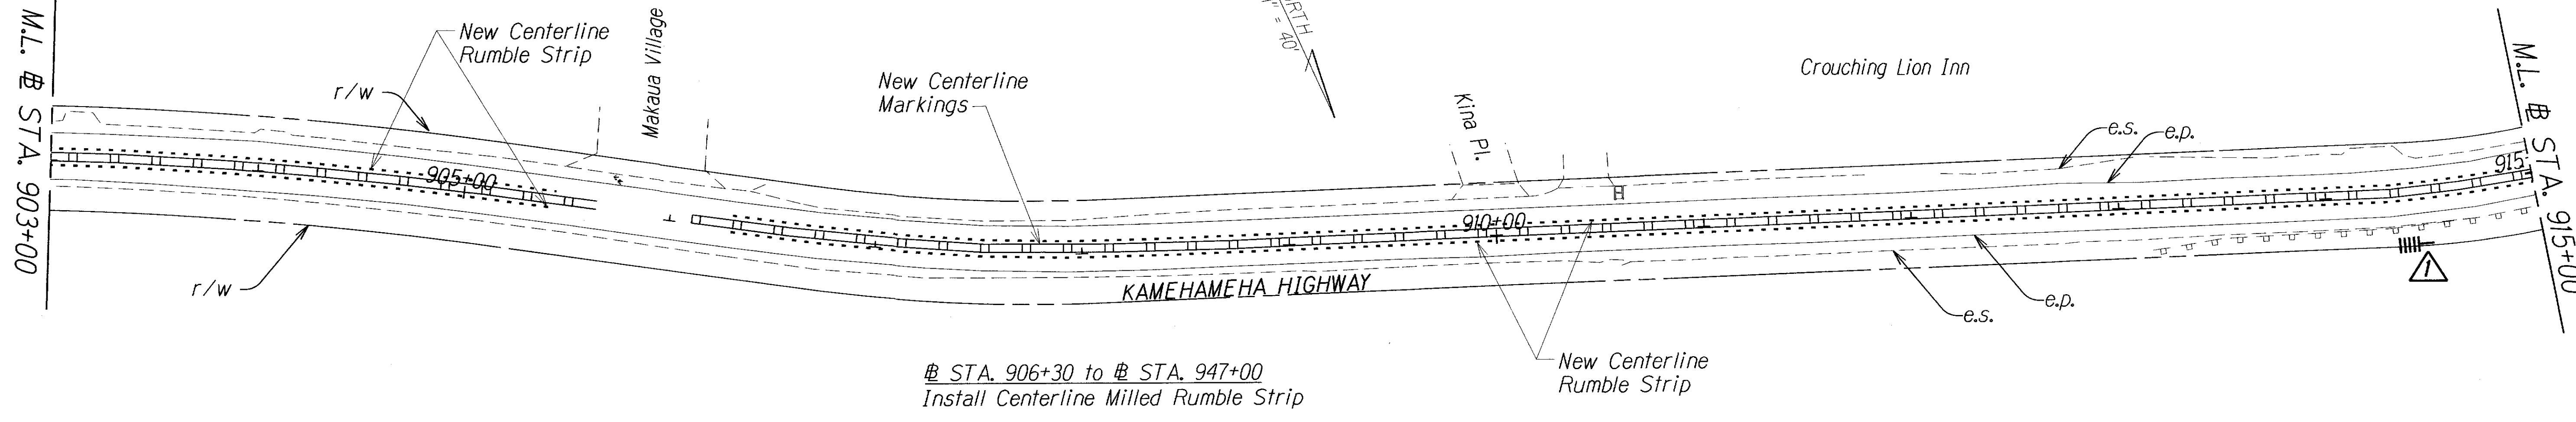 M.L. ℄ STA. 903+00
r/w
r/w
New Centerline
Rumble Strip
905+00
Makaua Village
New Centerline
Markings
1" = 40'
KAMEHAMEHA HIGHWAY
Kina Pl.
910+00
Crouching Lion Inn
New Centerline
Rumble Strip
e.s.
e.p.
e.s.
e.p.
915
1
M.L. ℄ STA. 915+00
℄ STA. 906+30 to ℄ STA. 947+00
Install Centerline Milled Rumble Strip